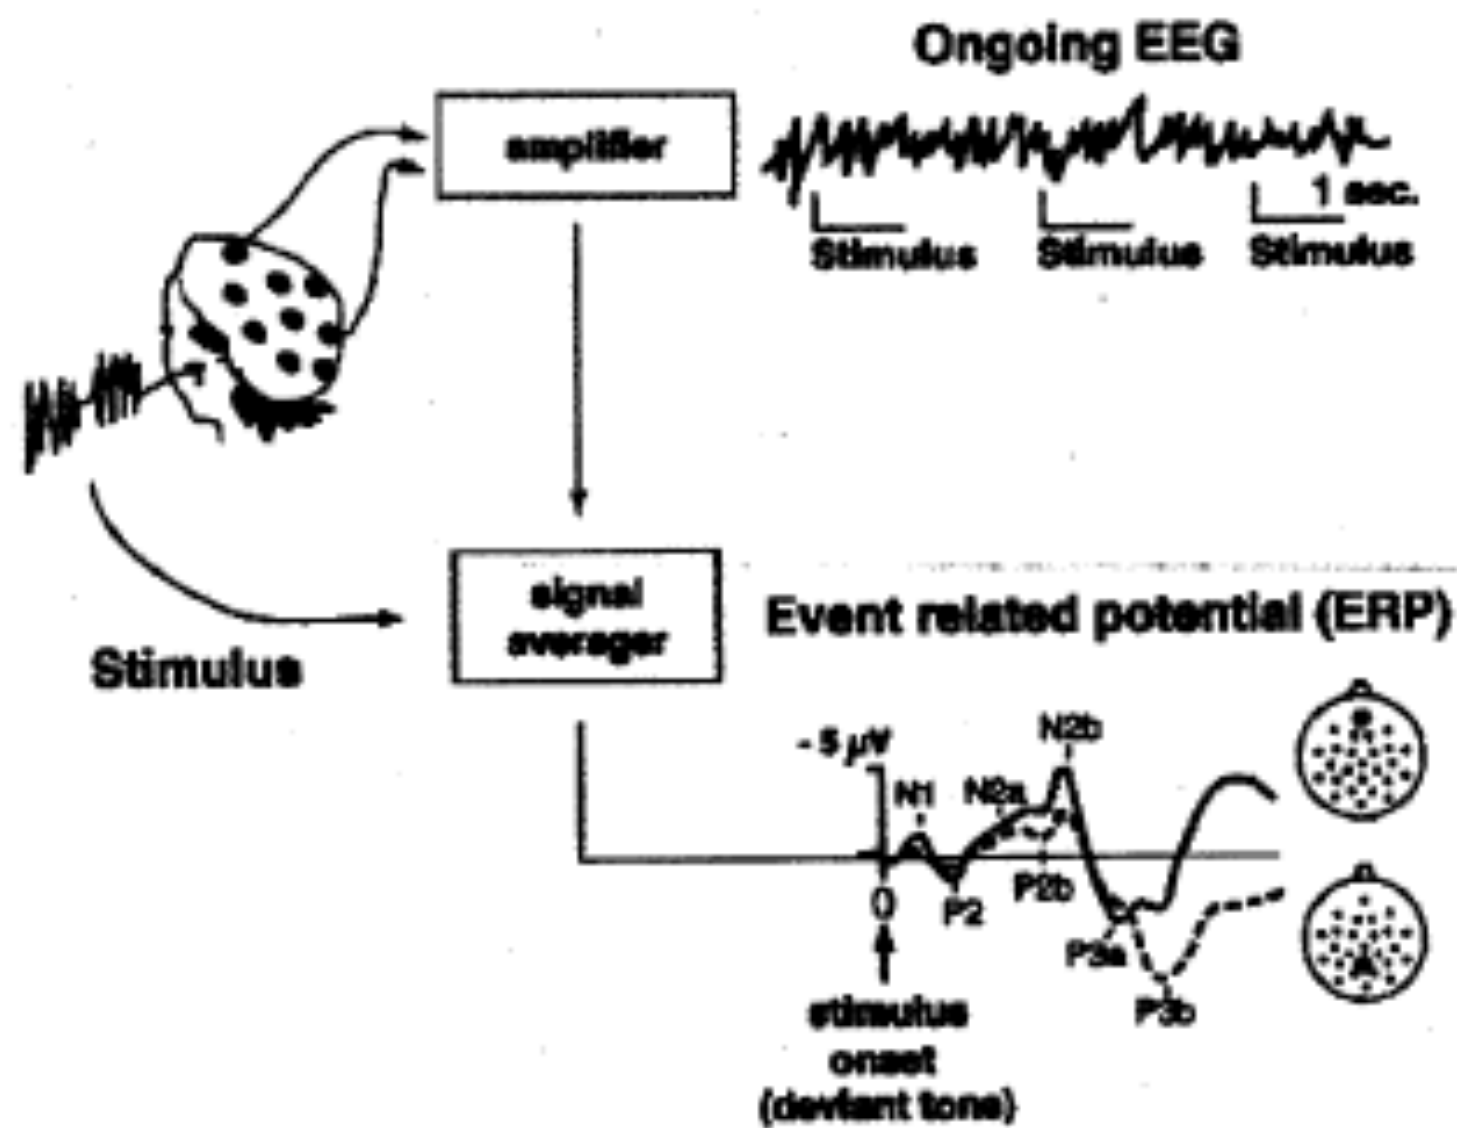 Ongoing EEG
amplifier
1 sec.
Stimulus
Stimulus
Stimulus
signal
averager
Event related potential (ERP)
Stimulus
- 5 µV
N2b
N1
N2a
0
P2
P2b
P3a
P3b
stimulus
onset
(deviant tone)